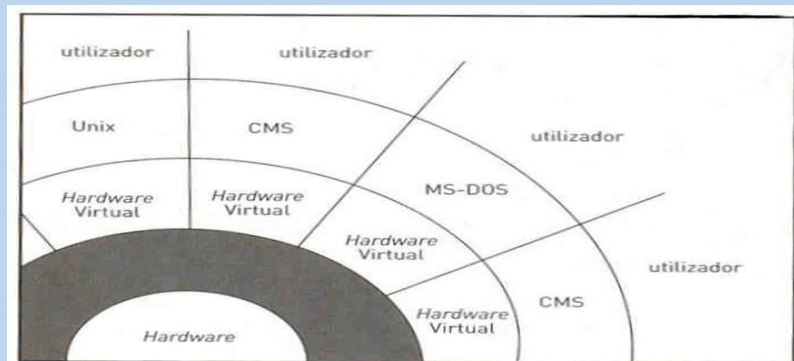 utilizador
utilizador
Unix
CMS
utilizador
Hardware
Virtual
Hardware
Virtual
MS-DOS
Hardware
Virtual
utilizador
Hardware
Virtual
CMS
Hardware